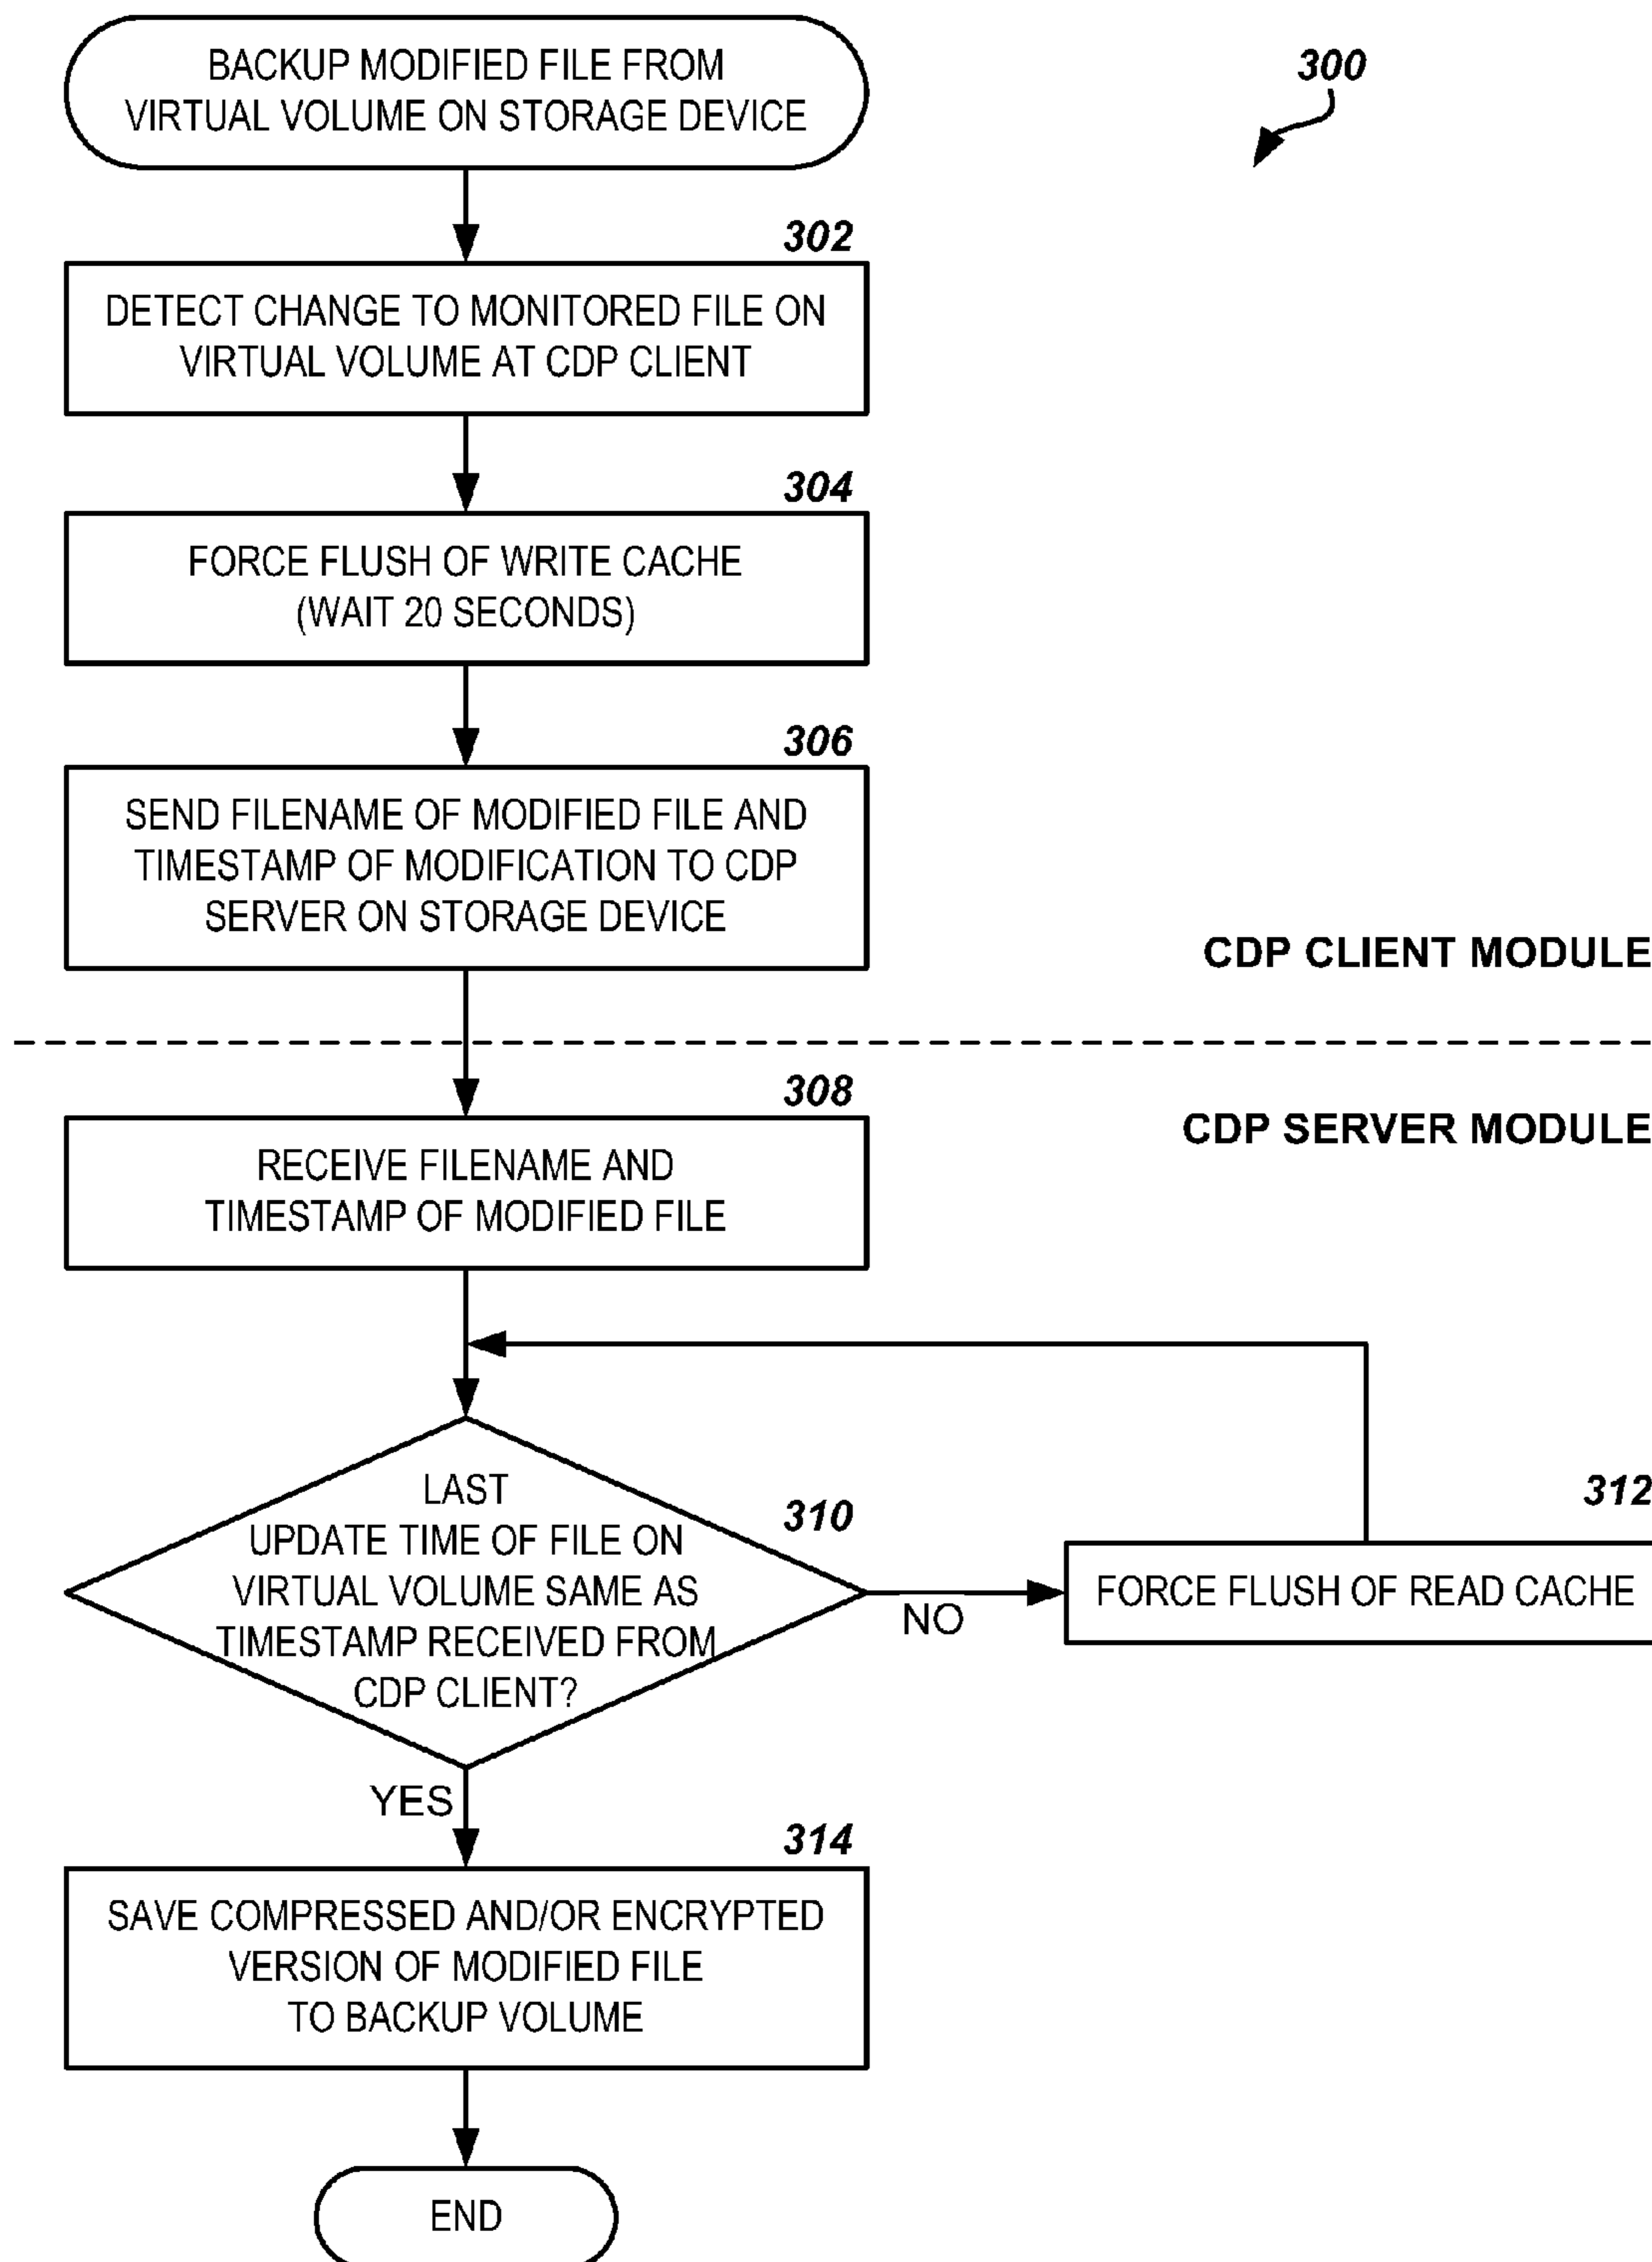 BACKUP MODIFIED FILE FROM
VIRTUAL VOLUME ON STORAGE DEVICE
300
302
DETECT CHANGE TO MONITORED FILE ON
VIRTUAL VOLUME AT CDP CLIENT
304
FORCE FLUSH OF WRITE CACHE
(WAIT 20 SECONDS)
306
SEND FILENAME OF MODIFIED FILE AND
TIMESTAMP OF MODIFICATION TO CDP
SERVER ON STORAGE DEVICE
CDP CLIENT MODULE
308
CDP SERVER MODULE
RECEIVE FILENAME AND
TIMESTAMP OF MODIFIED FILE
310
LAST
UPDATE TIME OF FILE ON
VIRTUAL VOLUME SAME AS
TIMESTAMP RECEIVED FROM
CDP CLIENT?
NO
312
FORCE FLUSH OF READ CACHE
YES
314
SAVE COMPRESSED AND/OR ENCRYPTED
VERSION OF MODIFIED FILE
TO BACKUP VOLUME
END